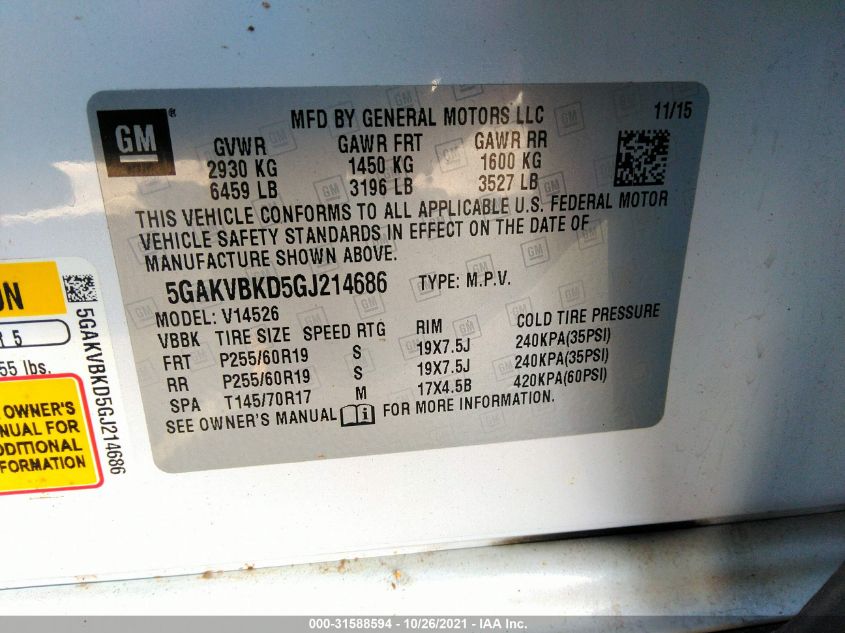 GM ®
MFD BY GENERAL MOTORS LLC 11/15
GVWR GAWR FRT GAWR RR
2930 KG 1450 KG 1600 KG
6459 LB 3196 LB 3527 LB
THIS VEHICLE CONFORMS TO ALL APPLICABLE U.S. FEDERAL MOTOR
VEHICLE SAFETY STANDARDS IN EFFECT ON THE DATE OF
MANUFACTURE SHOWN ABOVE.
5GAKVBKD5GJ214686 TYPE: M.P.V.
MODEL: V14526
VBBK TIRE SIZE SPEED RTG RIM COLD TIRE PRESSURE
FRT P255/60R19 S 19X7.5J 240KPA(35PSI)
RR P255/60R19 S 19X7.5J 240KPA(35PSI)
SPA T145/70R17 M 17X4.5B 420KPA(60PSI)
SEE OWNER'S MANUAL FOR MORE INFORMATION.
ON
R 5
55 lbs.
OWNER'S
NUAL FOR
DDITIONAL
FORMATION
5GAKVBKD5GJ214686
000-31588594 - 10/26/2021 - IAA Inc.